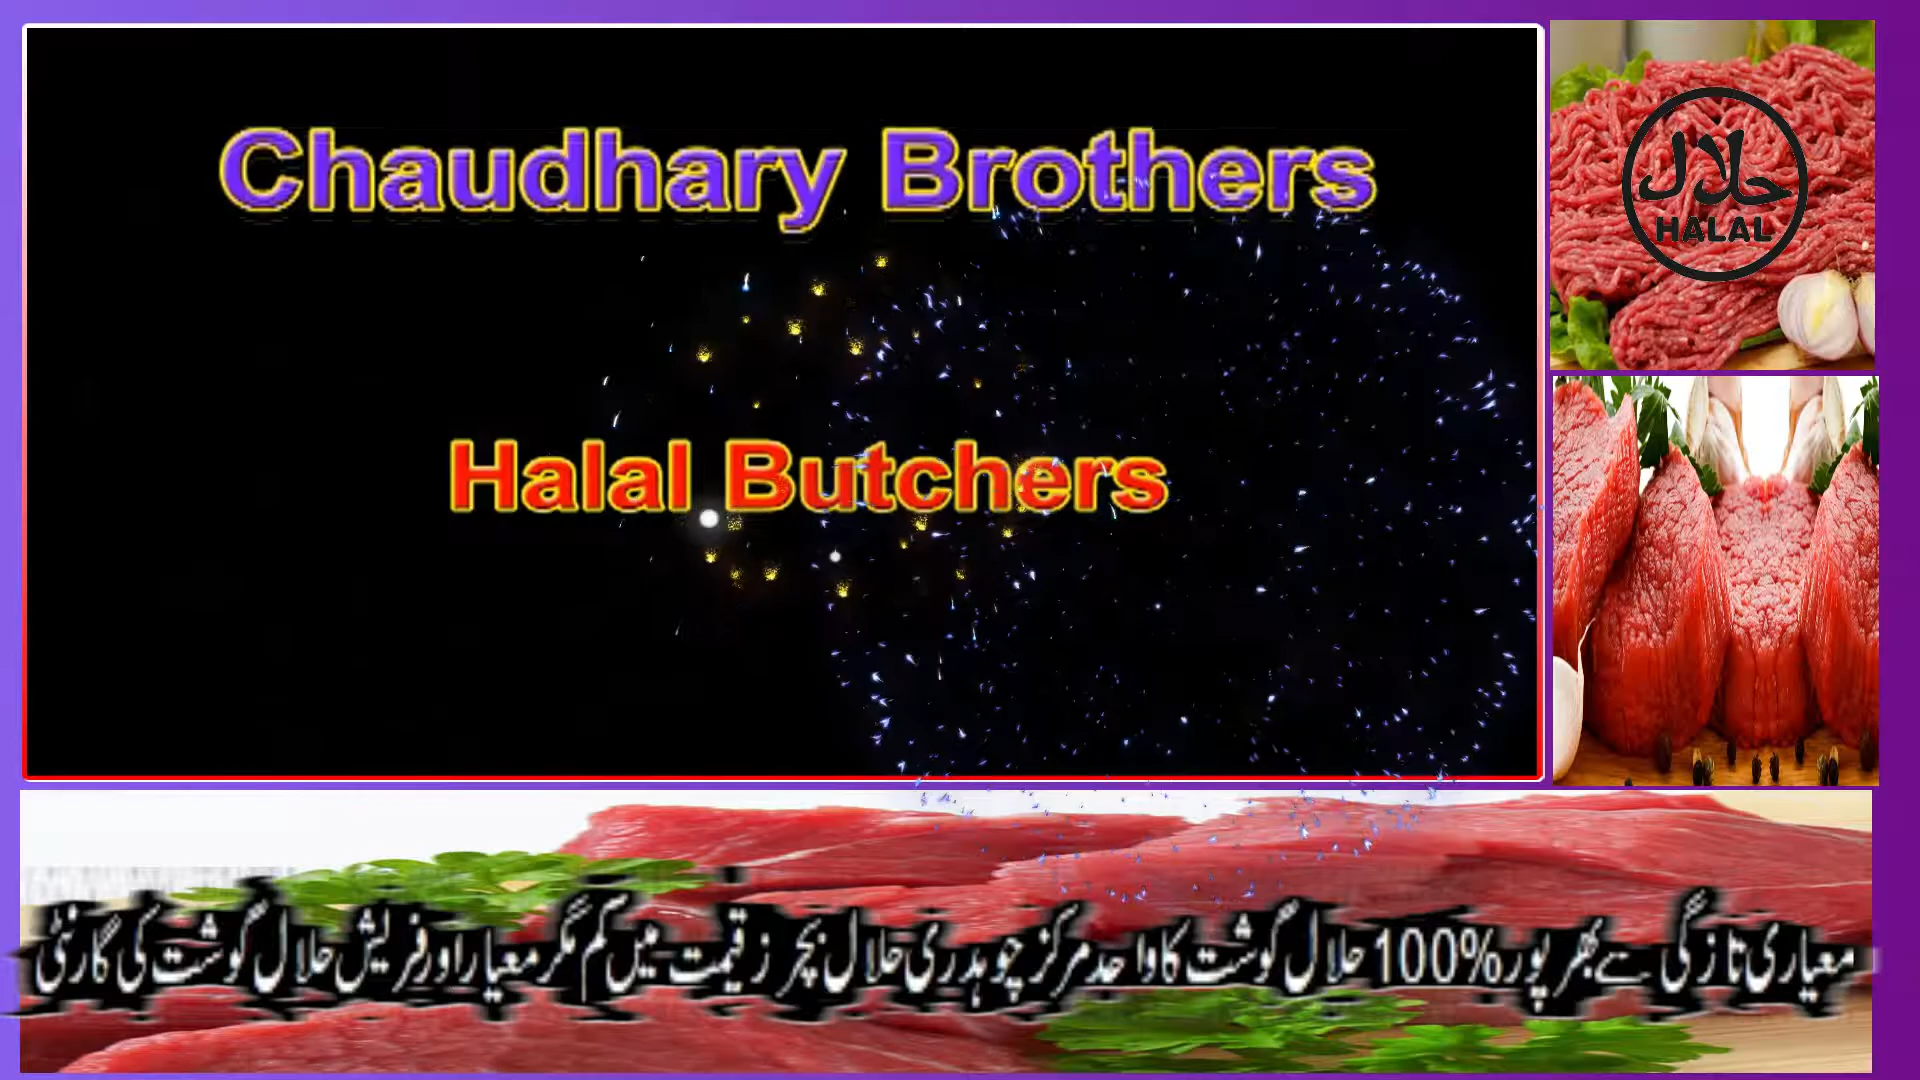 Chaudhary Brothers
Halal Butchers
حلال
HALAL
معیاری تازگی سے بھرپور 100% حلال گوشت کا واحد مرکز چوہدری حلال بچرز قیمت میں کم مگر معیار اور فریش حلال گوشت کی گارنٹی